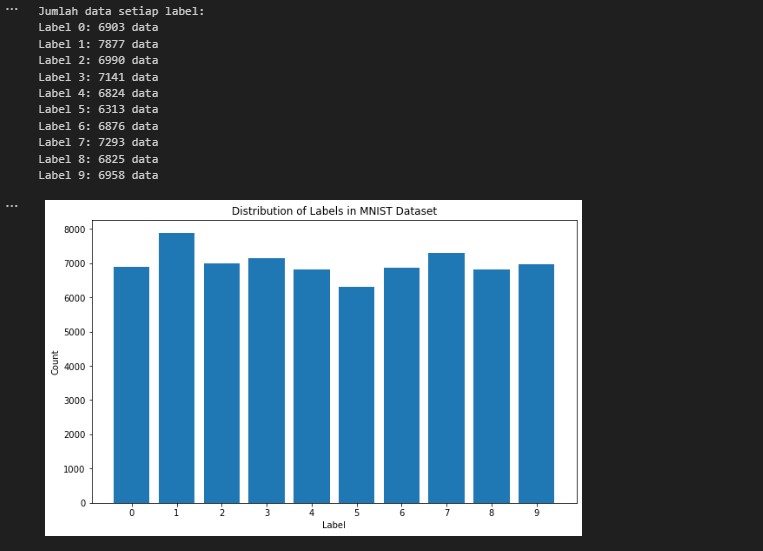 ...
Jumlah data setiap label:
Label 0: 6903 data
Label 1: 7877 data
Label 2: 6990 data
Label 3: 7141 data
Label 4: 6824 data
Label 5: 6313 data
Label 6: 6876 data
Label 7: 7293 data
Label 8: 6825 data
Label 9: 6958 data
...
Distribution of Labels in MNIST Dataset
8000
7000
6000
5000
4000
3000
2000
1000
0
Count
0 1 2 3 4 5 6 7 8 9
Label